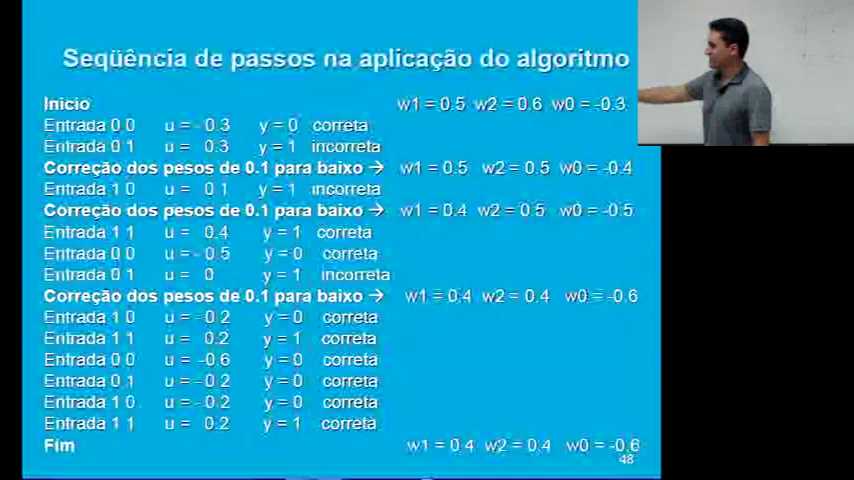 Seqüência de passos na aplicação do algoritmo
Início w1 = 0.5 w2 = 0.6 w0 = -0.3
Entrada 0 0 u = - 0.3 y = 0 correta
Entrada 0 1 u = 0.3 y = 1 incorreta
Correção dos pesos de 0.1 para baixo → w1 = 0.5 w2 = 0.5 w0 = -0.4
Entrada 1 0 u = 0.1 y = 1 incorreta
Correção dos pesos de 0.1 para baixo → w1 = 0.4 w2 = 0.5 w0 = -0.5
Entrada 1 1 u = 0.4 y = 1 correta
Entrada 0 0 u = - 0.5 y = 0 correta
Entrada 0 1 u = 0 y = 1 incorreta
Correção dos pesos de 0.1 para baixo → w1 = 0.4 w2 = 0.4 w0 = -0.6
Entrada 1 0 u = - 0.2 y = 0 correta
Entrada 1 1 u = 0.2 y = 1 correta
Entrada 0 0 u = -0.6 y = 0 correta
Entrada 0 1 u = - 0.2 y = 0 correta
Entrada 1 0 u = - 0.2 y = 0 correta
Entrada 1 1 u = 0.2 y = 1 correta
Fim w1 = 0.4 w2 = 0.4 w0 = -0.6
48